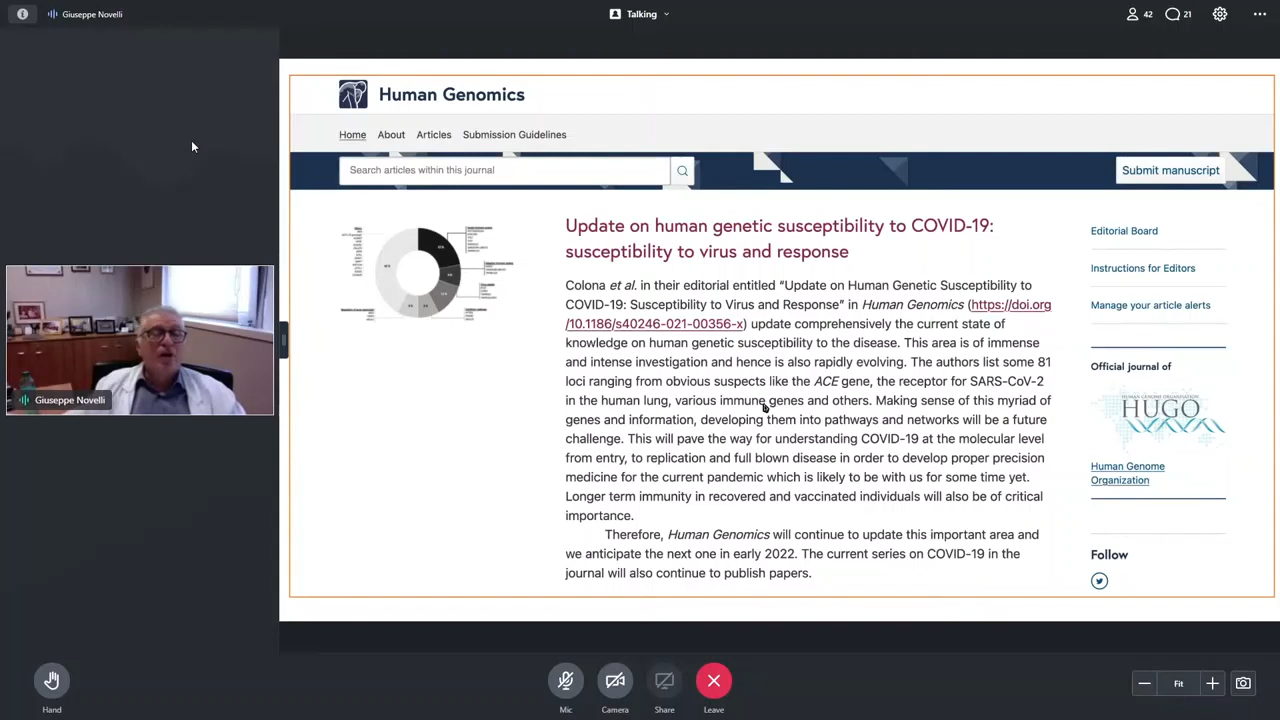 Giuseppe Novelli
Talking
42
21
Human Genomics
Home About Articles Submission Guidelines
Search articles within this journal
Submit manuscript
Update on human genetic susceptibility to COVID-19:
susceptibility to virus and response
Colona et al. in their editorial entitled “Update on Human Genetic Susceptibility to
COVID-19: Susceptibility to Virus and Response” in Human Genomics (https://doi.org
/10.1186/s40246-021-00356-x) update comprehensively the current state of
knowledge on human genetic susceptibility to the disease. This area is of immense
and intense investigation and hence is also rapidly evolving. The authors list some 81
loci ranging from obvious suspects like the ACE gene, the receptor for SARS-CoV-2
in the human lung, various immune genes and others. Making sense of this myriad of
genes and information, developing them into pathways and networks will be a future
challenge. This will pave the way for understanding COVID-19 at the molecular level
from entry, to replication and full blown disease in order to develop proper precision
medicine for the current pandemic which is likely to be with us for some time yet.
Longer term immunity in recovered and vaccinated individuals will also be of critical
importance.
Therefore, Human Genomics will continue to update this important area and
we anticipate the next one in early 2022. The current series on COVID-19 in the
journal will also continue to publish papers.
Editorial Board
Instructions for Editors
Manage your article alerts
Official journal of
HUMAN GENOME ORGANISATION
HUGO
Human Genome
Organization
Follow
Giuseppe Novelli
Hand
Mic
Camera
Share
Leave
Fit